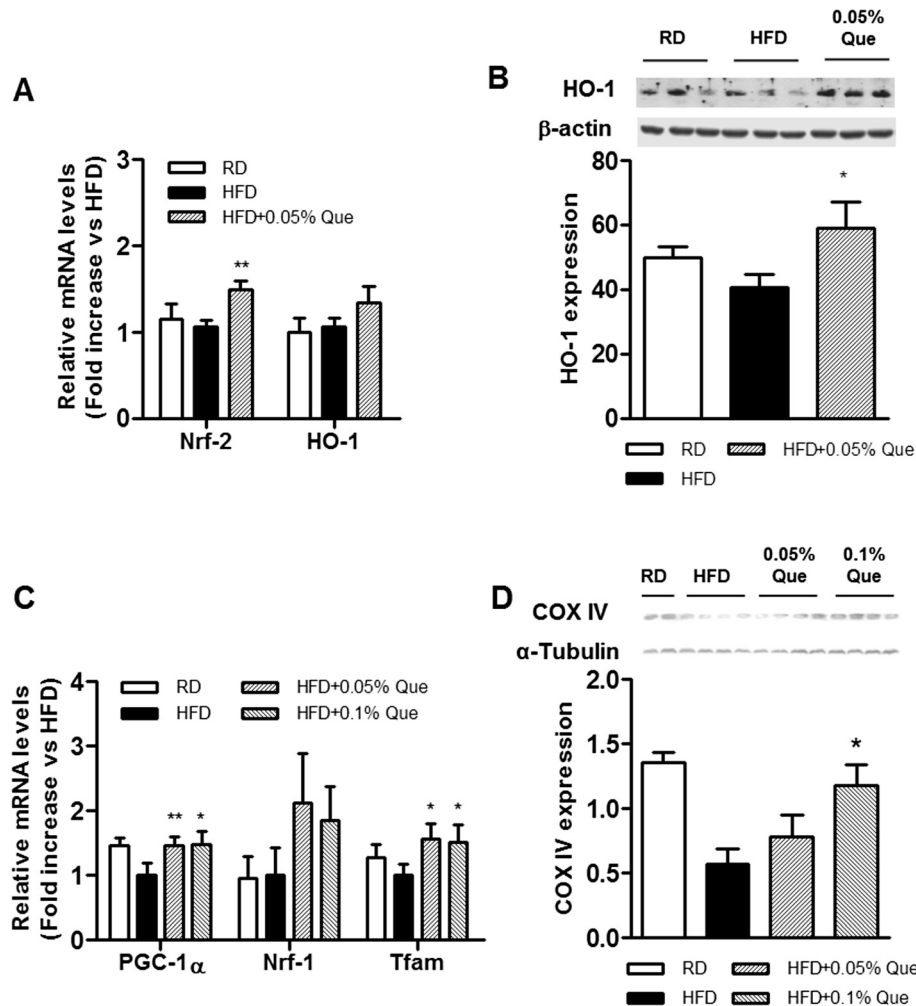 A
Relative mRNA levels
(Fold increase vs HFD)
3
2
1
0
RD
HFD
HFD+0.05% Que
**
Nrf-2
HO-1
B
RD
HFD
0.05%
Que
HO-1
β-actin
HO-1 expression
80
60
40
20
0
*
RD
HFD+0.05% Que
HFD
C
Relative mRNA levels
(Fold increase vs HFD)
4
3
2
1
0
RD
HFD+0.05% Que
HFD
HFD+0.1% Que
**
*
*
*
PGC-1α
Nrf-1
Tfam
D
RD
HFD
0.05%
Que
0.1%
Que
COX IV
α-Tubulin
COX IV expression
2.0
1.5
1.0
0.5
0.0
*
RD
HFD+0.05% Que
HFD
HFD+0.1% Que